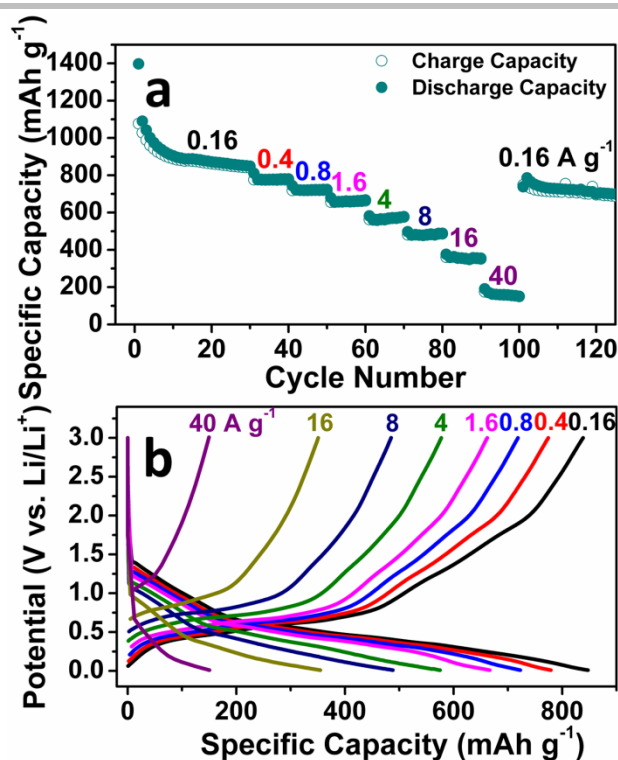 Specific Capacity (mAh g⁻¹)
1400
1200
1000
800
600
400
200
0
a
Charge Capacity
Discharge Capacity
0.16
0.4
0.8
1.6
4
8
16
40
0.16 A g⁻¹
0 20 40 60 80 100 120
Cycle Number
Potential (V vs. Li/Li⁺)
3.0
2.5
2.0
1.5
1.0
0.5
0.0
b
40 A g⁻¹ 16 8 4 1.6 0.8 0.4 0.16
0 200 400 600 800
Specific Capacity (mAh g⁻¹)